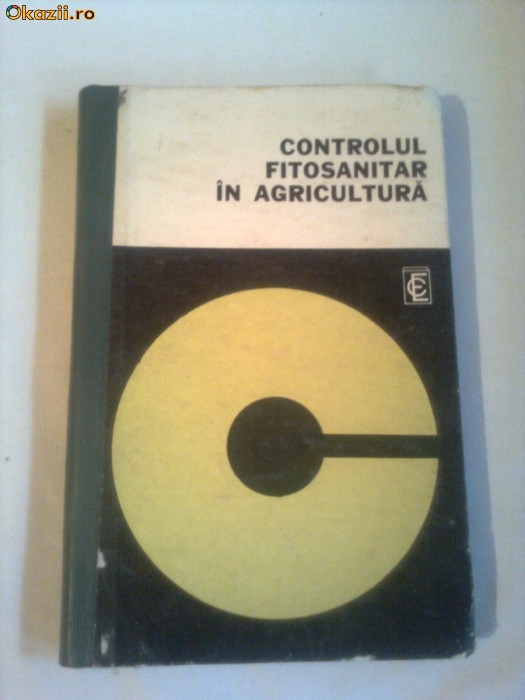 Okazii.ro
CONTROLUL
FITOSANITAR
ÎN AGRICULTURĂ